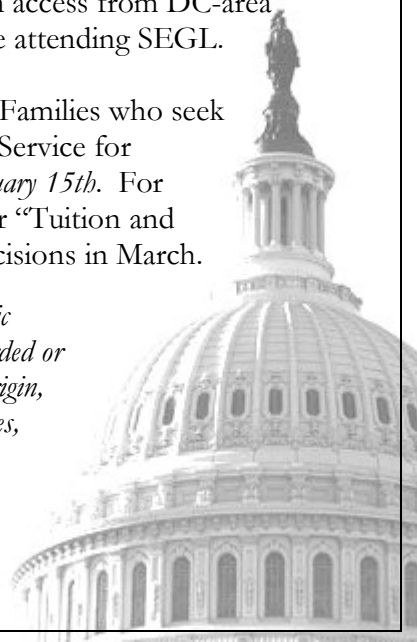 access from DC-area
attending SEGL.
Families who seek
Service for
uary 15th. For
“Tuition and
cisions in March.
ic
ded or
igin,
es,